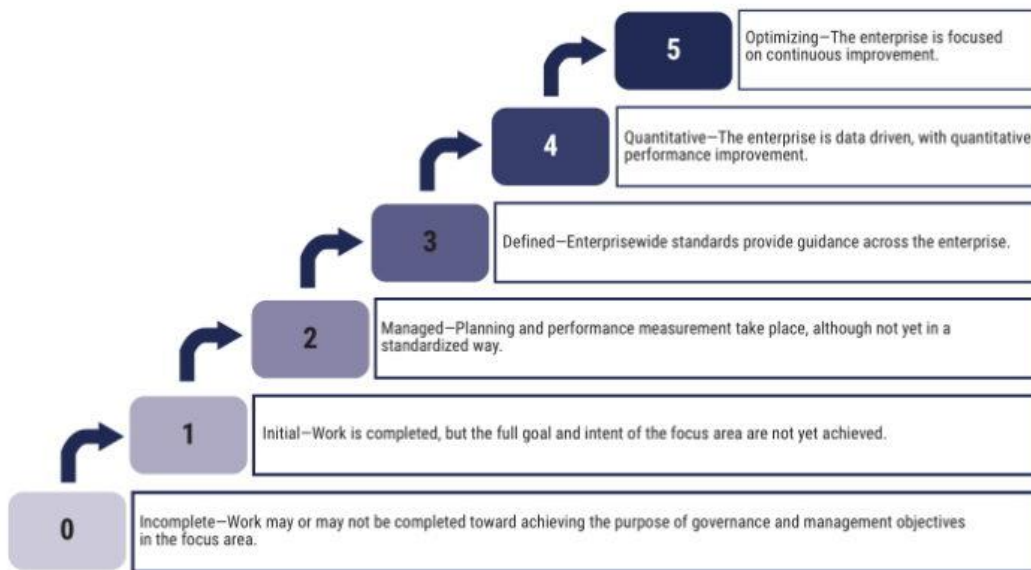 5
Optimizing—The enterprise is focused
on continuous improvement.
4
Quantitative—The enterprise is data driven, with quantitative
performance improvement.
3
Defined—Enterprisewide standards provide guidance across the enterprise.
2
Managed—Planning and performance measurement take place, although not yet in a
standardized way.
1
Initial—Work is completed, but the full goal and intent of the focus area are not yet achieved.
0
Incomplete—Work may or may not be completed toward achieving the purpose of governance and management objectives
in the focus area.